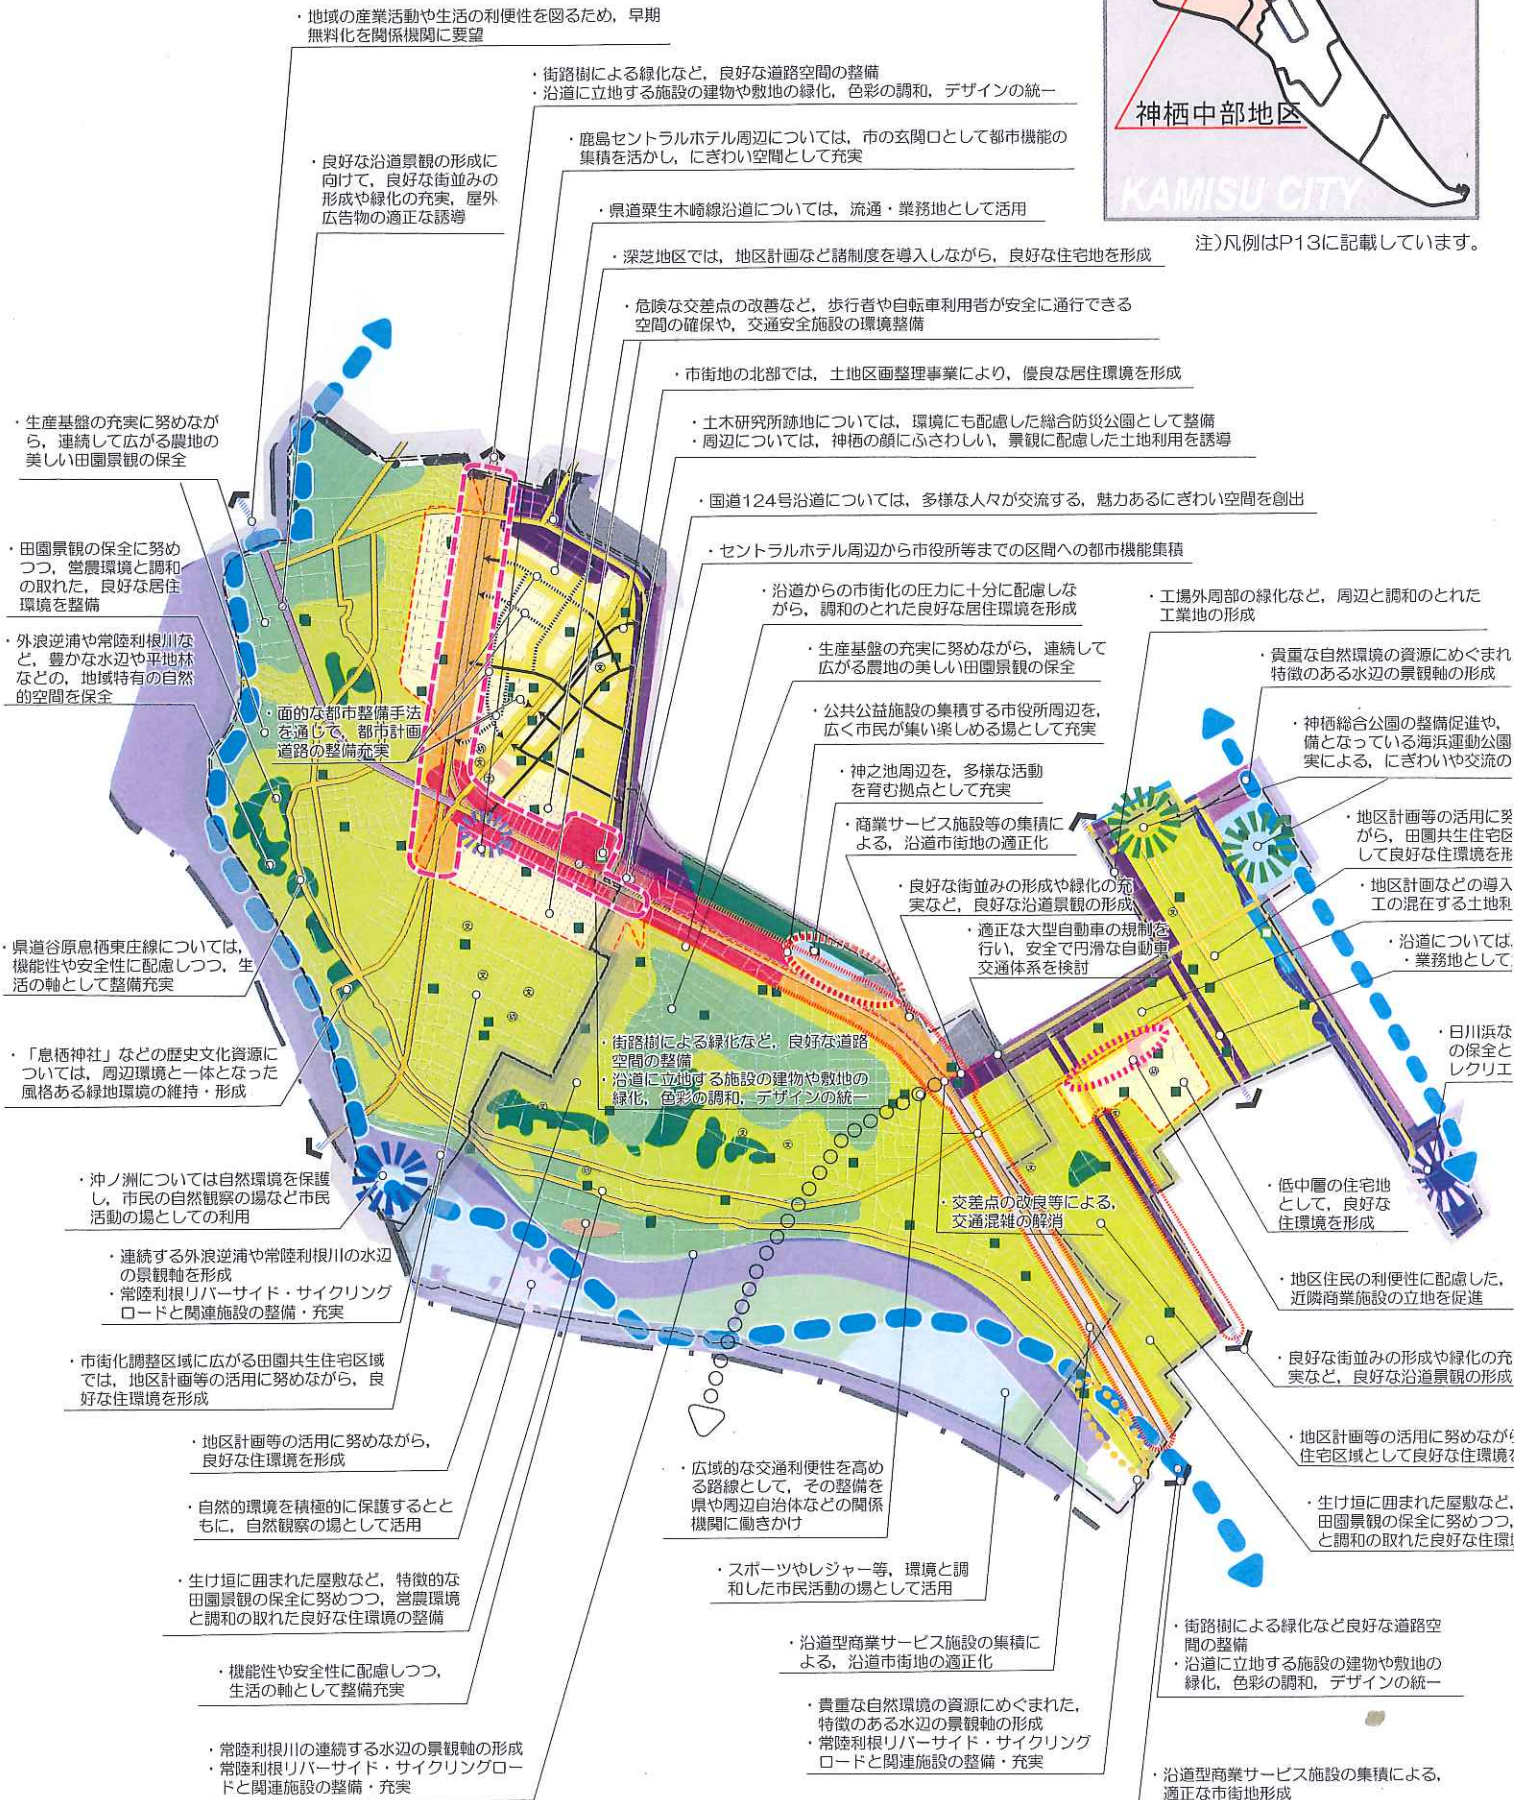 ・地域の産業活動や生活の利便性を図るため，早期
無料化を関係機関に要望
・街路樹による緑化など，良好な道路空間の整備
・沿道に立地する施設の建物や敷地の緑化，色彩の調和，デザインの統一
・鹿島セントラルホテル周辺については，市の玄関口として都市機能の
集積を活かし，にぎわい空間として充実
神栖中部地区
KAMISU CITY
・良好な沿道景観の形成に
向けて，良好な街並みの
形成や緑化の充実，屋外
広告物の適正な誘導
・県道粟生木崎線沿道については，流通・業務地として活用
注)凡例はP13に記載しています。
・深芝地区では，地区計画など諸制度を導入しながら，良好な住宅地を形成
・危険な交差点の改善など，歩行者や自転車利用者が安全に通行できる
空間の確保や，交通安全施設の環境整備
・市街地の北部では，土地区画整理事業により，優良な居住環境を形成
・土木研究所跡地については，環境にも配慮した総合防災公園として整備
・周辺については，神栖の顔にふさわしい，景観に配慮した土地利用を誘導
・生産基盤の充実に努めなが
ら，連続して広がる農地の
美しい田園景観の保全
・国道124号沿道については，多様な人々が交流する，魅力あるにぎわい空間を創出
・セントラルホテル周辺から市役所等までの区間への都市機能集積
・田園景観の保全に努め
つつ，営農環境と調和
の取れた，良好な居住
環境を整備
・沿道からの市街化の圧力に十分に配慮しな
がら，調和のとれた良好な居住環境を形成
・工場外周部の緑化など，周辺と調和のとれた
工業地の形成
・外浪逆浦や常陸利根川な
ど，豊かな水辺や平地林
などの，地域特有の自然
的空間を保全
・生産基盤の充実に努めながら，連続して
広がる農地の美しい田園景観の保全
・貴重な自然環境の資源にめぐまれ
特徴のある水辺の景観軸の形成
・面的な都市整備手法
を通じて，都市計画
道路の整備充実
・公共公益施設の集積する市役所周辺を，
広く市民が集い楽しめる場として充実
・神栖総合公園の整備促進や，
備となっている海浜運動公園
実による，にぎわいや交流の
・神之池周辺を，多様な活動
を育む拠点として充実
・商業サービス施設等の集積に
よる，沿道市街地の適正化
・地区計画等の活用に努
がら，田園共生住宅区
して良好な住環境を形
・良好な街並みの形成や緑化の充
実など，良好な沿道景観の形成
・地区計画などの導入
工の混在する土地利
・適正な大型自動車の規制を
行い，安全で円滑な自動車
交通体系を検討
・沿道については，
・業務地として
・県道谷原息栖東庄線については，
機能性や安全性に配慮しつつ，生
活の軸として整備充実
・日川浜な
の保全と
レクリエ
・「息栖神社」などの歴史文化資源に
ついては，周辺環境と一体となった
風格ある緑地環境の維持・形成
・街路樹による緑化など，良好な道路
空間の整備
・沿道に立地する施設の建物や敷地の
緑化，色彩の調和，デザインの統一
・沖ノ洲については自然環境を保護
し，市民の自然観察の場など市民
活動の場としての利用
・交差点の改良等による，
交通混雑の解消
・低中層の住宅地
として，良好な
住環境を形成
・連続する外浪逆浦や常陸利根川の水辺
の景観軸を形成
・常陸利根リバーサイド・サイクリング
ロードと関連施設の整備・充実
・地区住民の利便性に配慮した，
近隣商業施設の立地を促進
・市街化調整区域に広がる田園共生住宅区域
では，地区計画等の活用に努めながら，良
好な住環境を形成
・良好な街並みの形成や緑化の充
実など，良好な沿道景観の形成
・地区計画等の活用に努めながら，
良好な住環境を形成
・地区計画等の活用に努めながら
住宅区域として良好な住環境を
・広域的な交通利便性を高め
る路線として，その整備を
県や周辺自治体などの関係
機関に働きかけ
・自然的環境を積極的に保護するとと
もに，自然観察の場として活用
・生け垣に囲まれた屋敷など，
田園景観の保全に努めつつ，
と調和の取れた良好な住環境
・スポーツやレジャー等，環境と調
和した市民活動の場として活用
・生け垣に囲まれた屋敷など，特徴的な
田園景観の保全に努めつつ，営農環境
と調和の取れた良好な住環境の整備
・街路樹による緑化など良好な道路空
間の整備
・沿道に立地する施設の建物や敷地の
緑化，色彩の調和，デザインの統一
・沿道型商業サービス施設の集積に
よる，沿道市街地の適正化
・機能性や安全性に配慮しつつ，
生活の軸として整備充実
・貴重な自然環境の資源にめぐまれた，
特徴のある水辺の景観軸の形成
・常陸利根リバーサイド・サイクリング
ロードと関連施設の整備・充実
・常陸利根川の連続する水辺の景観軸の形成
・常陸利根リバーサイド・サイクリングロー
ドと関連施設の整備・充実
・沿道型商業サービス施設の集積による，
適正な市街地形成